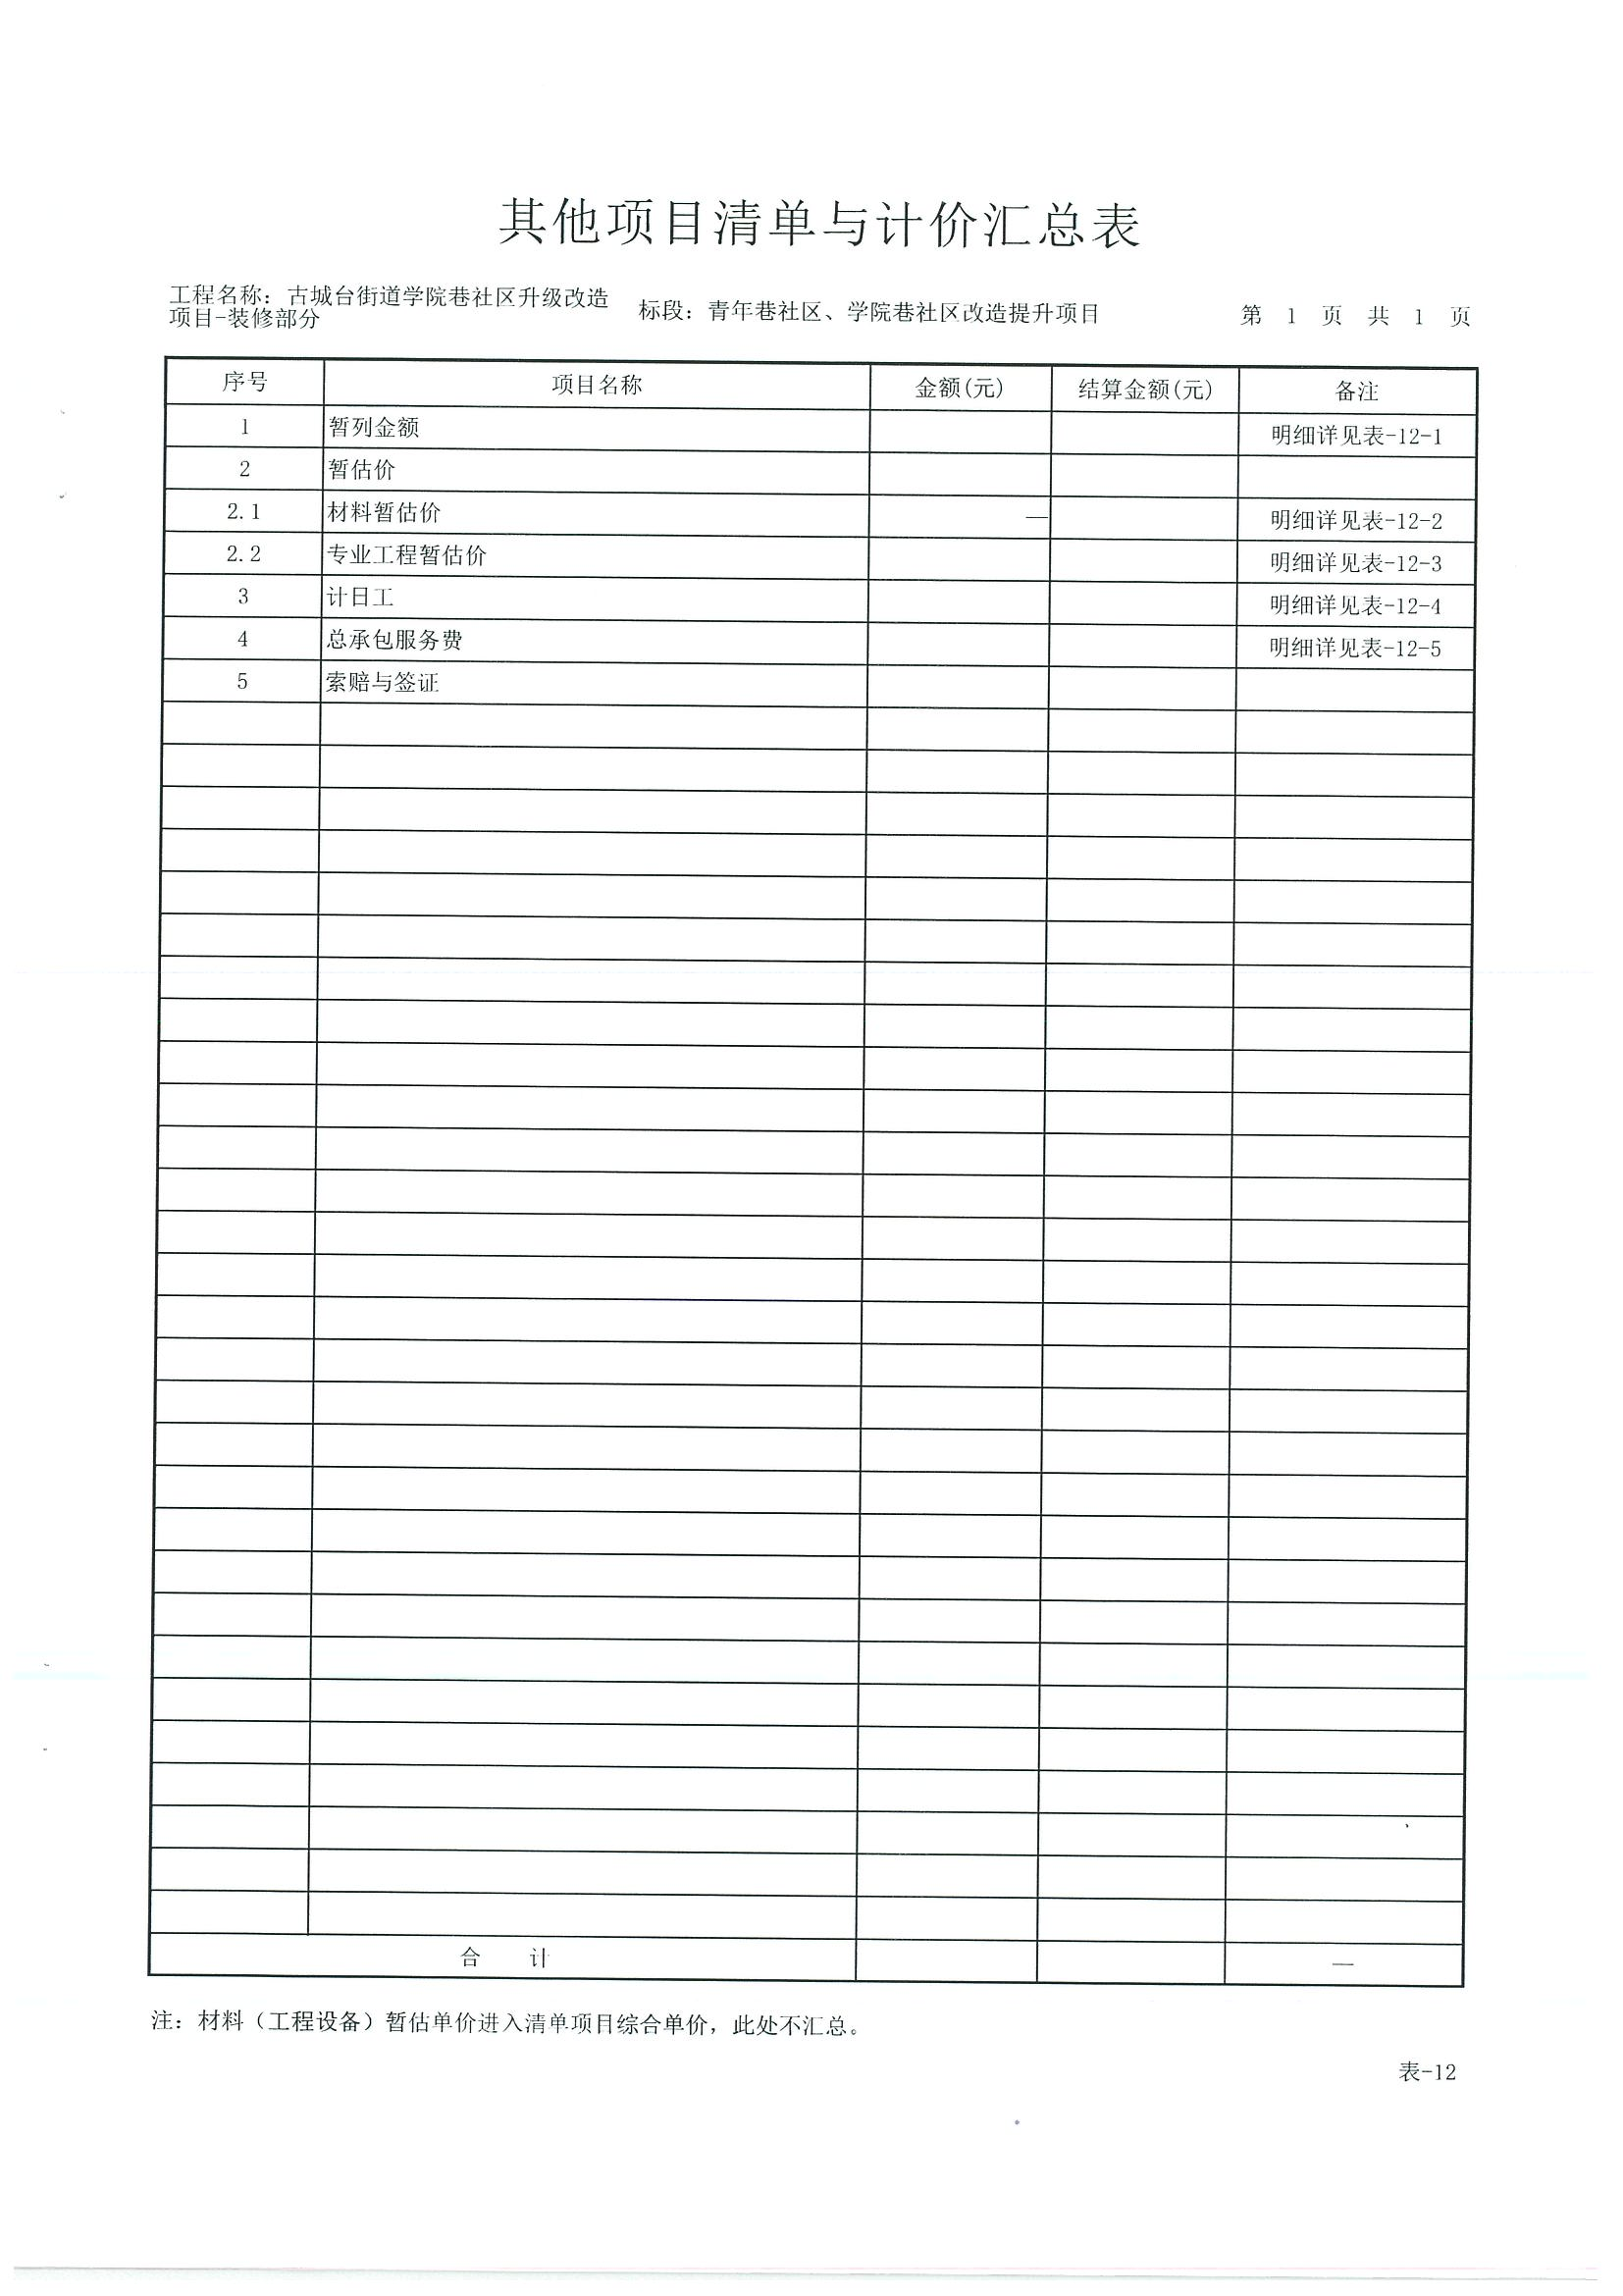 其他项目清单与计价汇总表
工程名称：古城台街道学院巷社区升级改造
项目-装修部分
标段：青年巷社区、学院巷社区改造提升项目
第 1 页 共 1 页
序号 项目名称 金额(元) 结算金额(元) 备注
1 暂列金额 明细详见表-12-1
2 暂估价
2.1 材料暂估价 — 明细详见表-12-2
2.2 专业工程暂估价 明细详见表-12-3
3 计日工 明细详见表-12-4
4 总承包服务费 明细详见表-12-5
5 索赔与签证
合 计 —
注：材料（工程设备）暂估单价进入清单项目综合单价，此处不汇总。
表-12